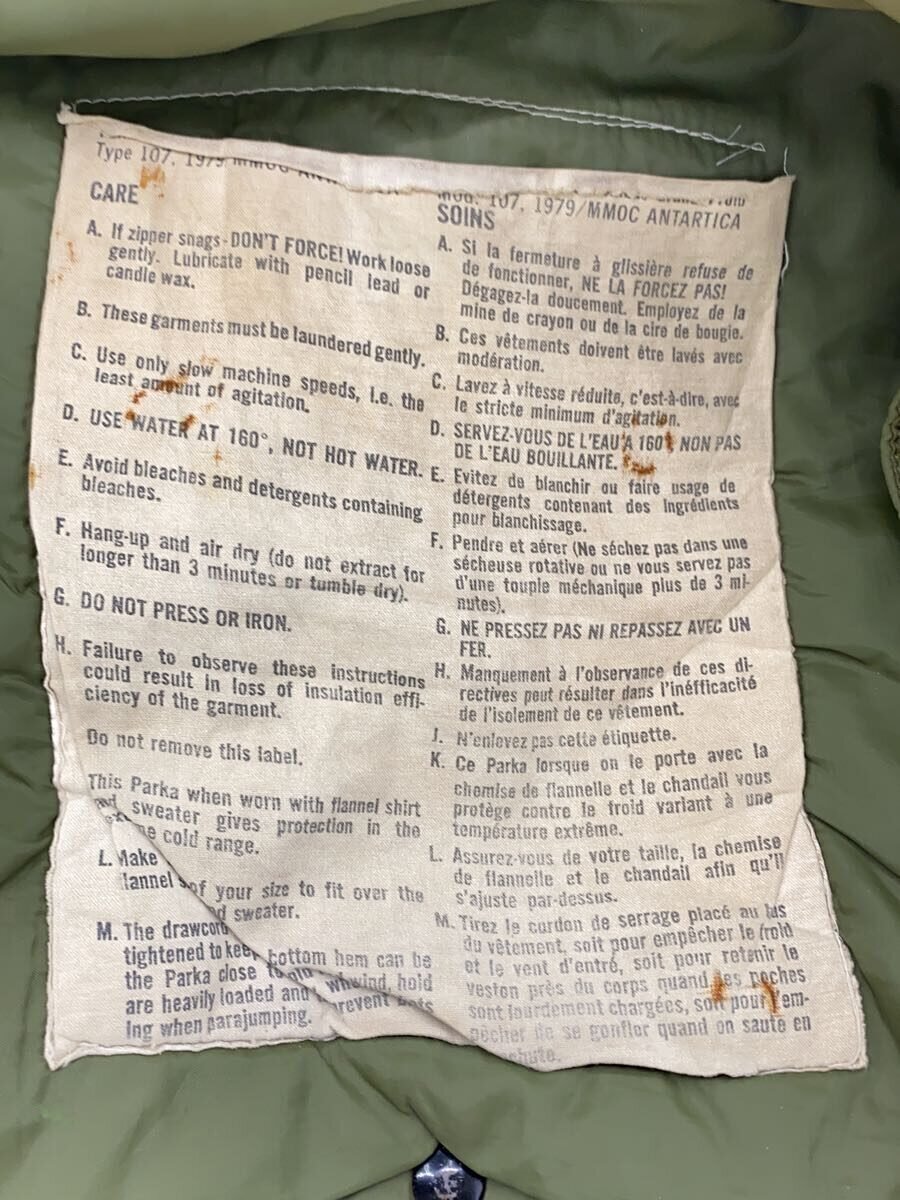 Type 107, 1979
CARE
A. If zipper snags - DON'T FORCE! Work loose
gently. Lubricate with pencil lead or
candle wax.
B. These garments must be laundered gently.
C. Use only slow machine speeds, i.e. the
least amount of agitation.
D. USE WATER AT 160°, NOT HOT WATER.
E. Avoid bleaches and detergents containing
bleaches.
F. Hang-up and air dry (do not extract for
longer than 3 minutes or tumble dry).
G. DO NOT PRESS OR IRON.
H. Failure to observe these instructions
could result in loss of insulation effi-
ciency of the garment.
Do not remove this label.
This Parka when worn with flannel shirt
sweater gives protection in the
cold range.
L. Make
of your size to fit over the
flannel
sweater.
M. The drawcord
bottom hem can be
tightened to keep
wind, hold
the Parka close to
prevent
are heavily loaded and
ing when parajumping.
107, 1979/MMOC ANTARTICA
SOINS
A. Si la fermeture à glissière refuse de
de fonctionner, NE LA FORCEZ PAS!
Dégagez-la doucement. Employez de la
mine de crayon ou de la cire de bougie.
B. Ces vêtements doivent être lavés avec
modération.
C. Lavez à vitesse réduite, c'est-à-dire, avec
le stricte minimum d'agitation.
D. SERVEZ-VOUS DE L'EAU A 160° NON PAS
DE L'EAU BOUILLANTE.
E. Evitez de blanchir ou faire usage de
détergents contenant des ingrédients
pour blanchissage.
F. Pendre et aérer (Ne séchez pas dans une
sécheuse rotative ou ne vous servez pas
d'une touple méchanique plus de 3 mi-
nutes).
G. NE PRESSEZ PAS NI REPASSEZ AVEC UN
FER.
H. Manquement à l'observance de ces di-
rectives peut résulter dans l'inéfficacité
de l'isolement de ce vêtement.
J. N'enlevez pas cette étiquette.
K. Ce Parka lorsque on le porte avec la
chemise de flannelle et le chandail vous
protège contre le froid variant à une
température extrême.
L. Assurez-vous de votre taille, la chemise
de flannelle et le chandail afin qu'il
s'ajuste par-dessus.
M. Tirez le cordon de serrage placé au bas
du vêtement, soit pour empêcher le froid
et le vent d'entré, soit pour retenir le
veston près du corps quand les poches
sont lourdement chargées, soit pour l'em-
pêcher de se gonfler quand on saute en